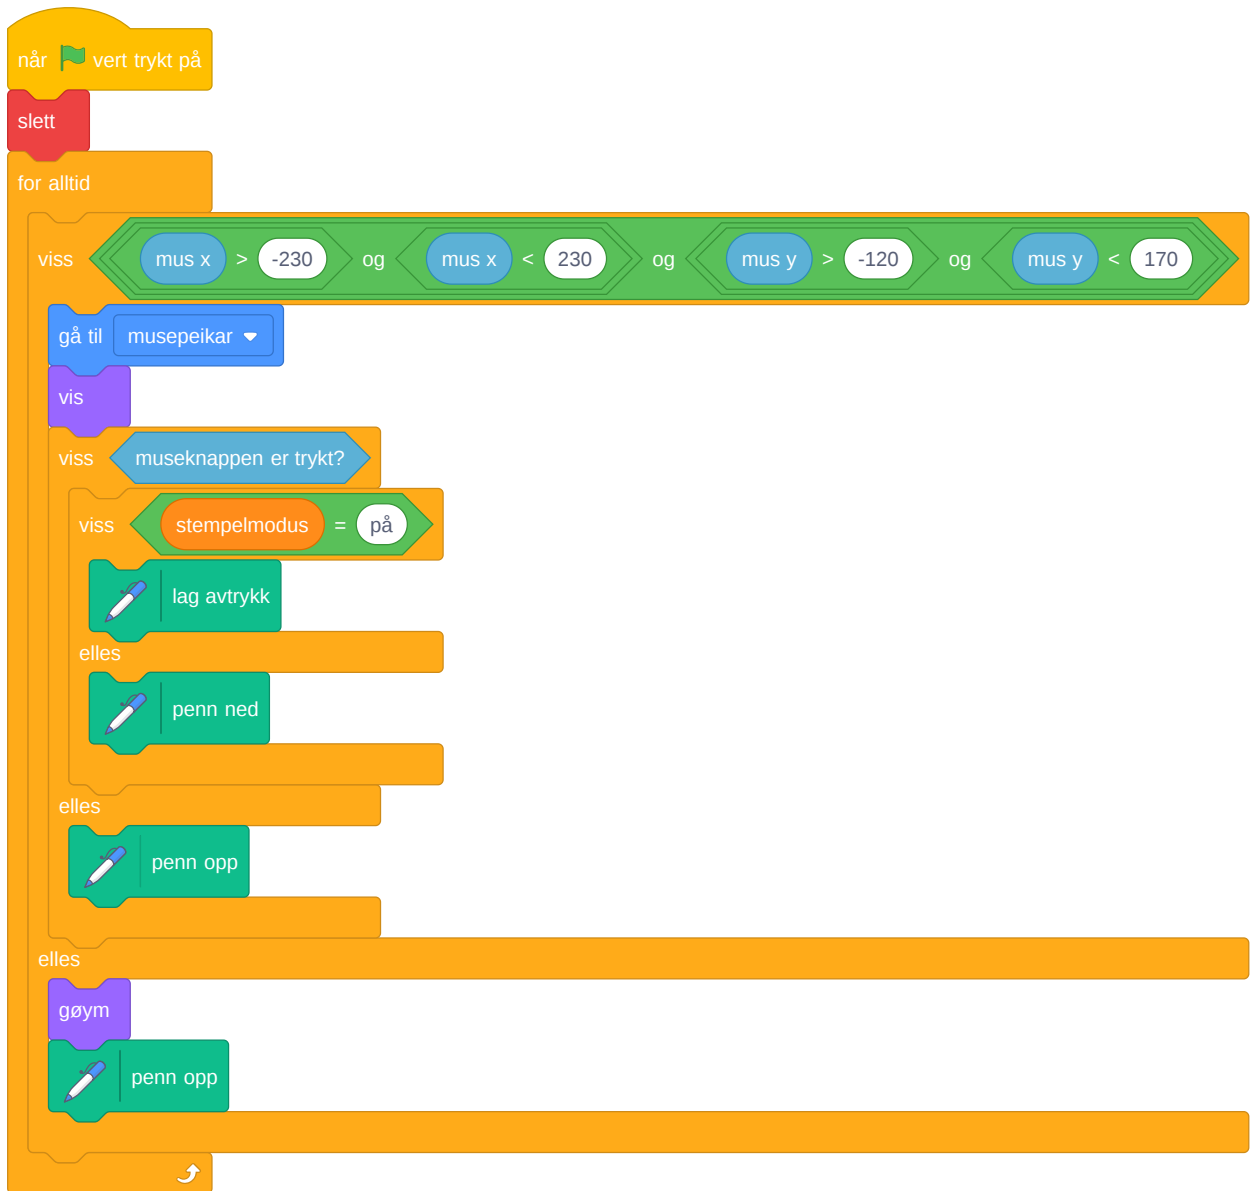 når vert trykt på
slett
for alltid
viss mus x > -230 og mus x < 230 og mus y > -120 og mus y < 170
gå til musepeikar
vis
viss museknappen er trykt?
viss stempelmodus = på
lag avtrykk
elles
penn ned
elles
penn opp
elles
gøym
penn opp